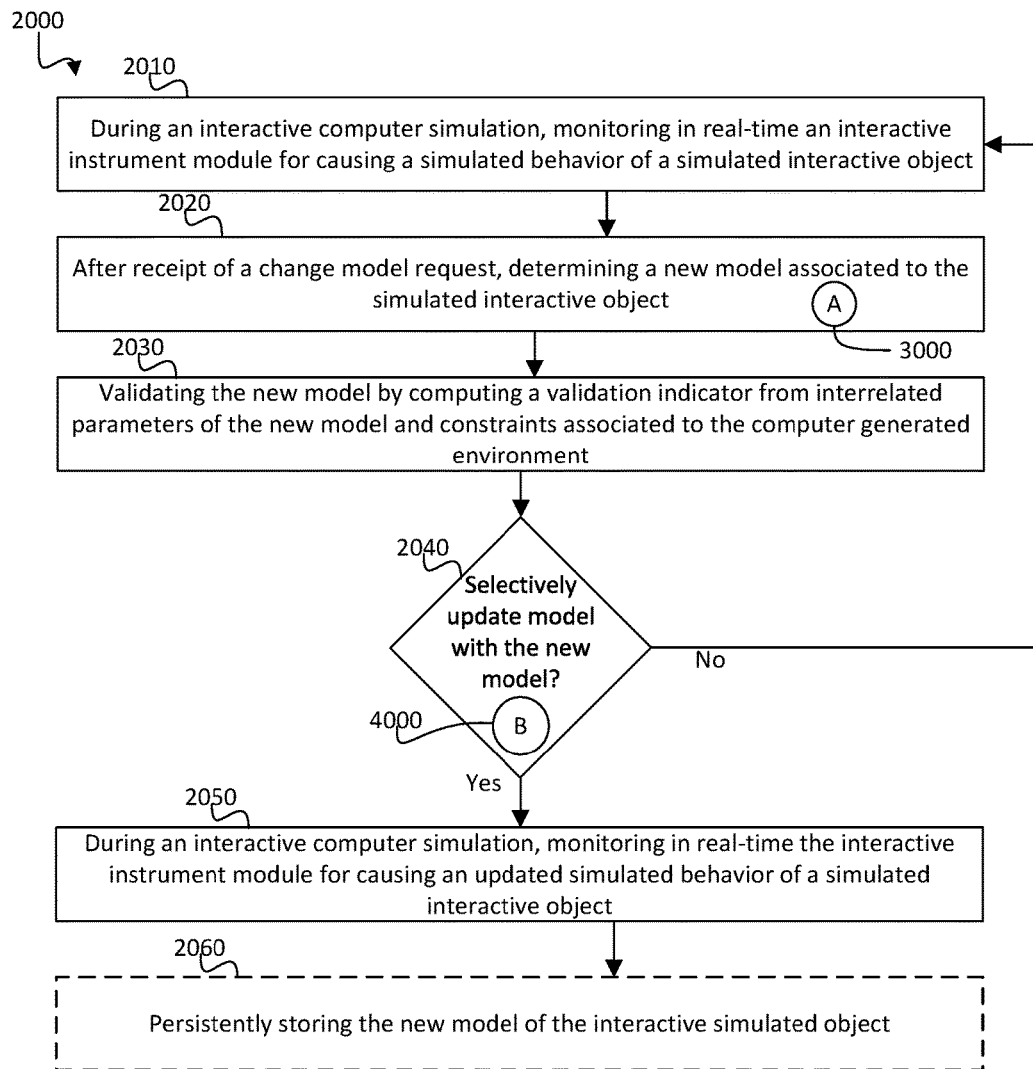 2000
2010
During an interactive computer simulation, monitoring in real-time an interactive
instrument module for causing a simulated behavior of a simulated interactive object
2020
After receipt of a change model request, determining a new model associated to the
simulated interactive object
A
3000
2030
Validating the new model by computing a validation indicator from interrelated
parameters of the new model and constraints associated to the computer generated
environment
2040
Selectively
update model
with the new
model?
No
4000
B
Yes
2050
During an interactive computer simulation, monitoring in real-time the interactive
instrument module for causing an updated simulated behavior of a simulated
interactive object
2060
Persistently storing the new model of the interactive simulated object